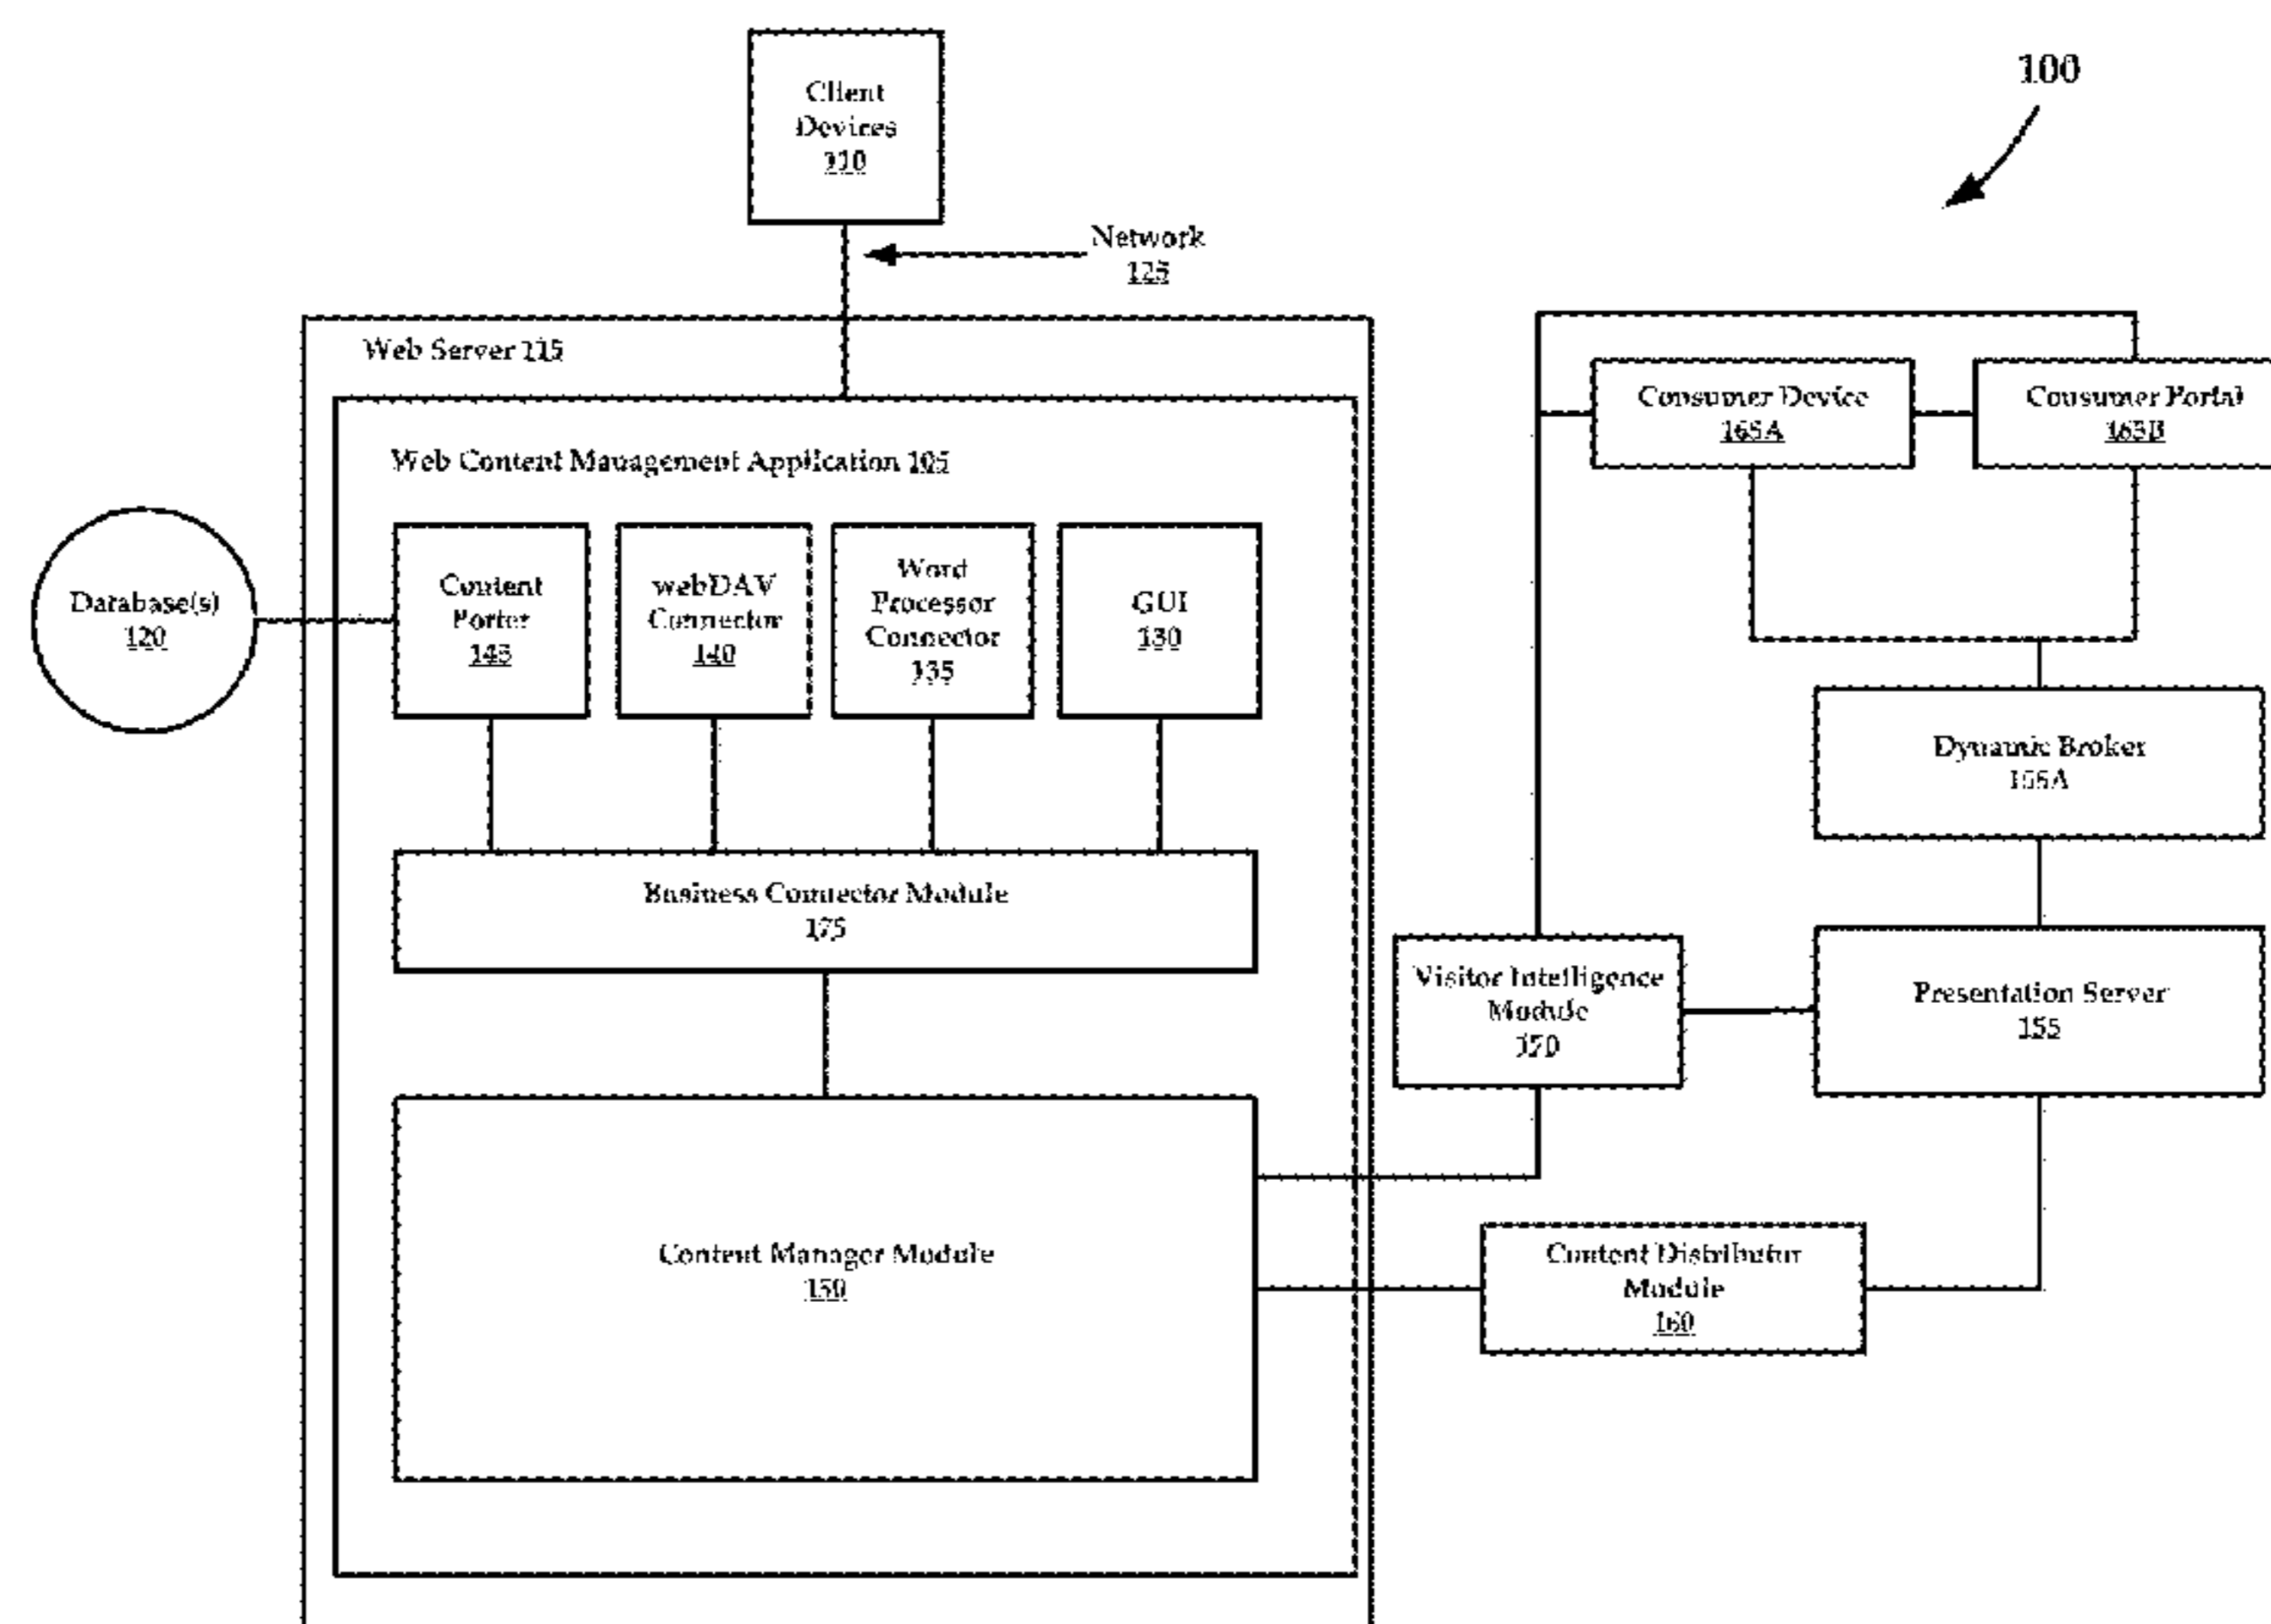 100
Client
Devices
110
Network
125
Web Server 115
Web Content Management Application 105
Consumer Device
165A
Consumer Portal
165B
Database(s)
120
Content
Porter
145
webDAV
Connector
140
Word
Processor
Connector
135
GUI
130
Dynamic Broker
155A
Business Connector Module
175
Visitor Intelligence
Module
170
Presentation Server
155
Content Manager Module
150
Content Distributor
Module
160